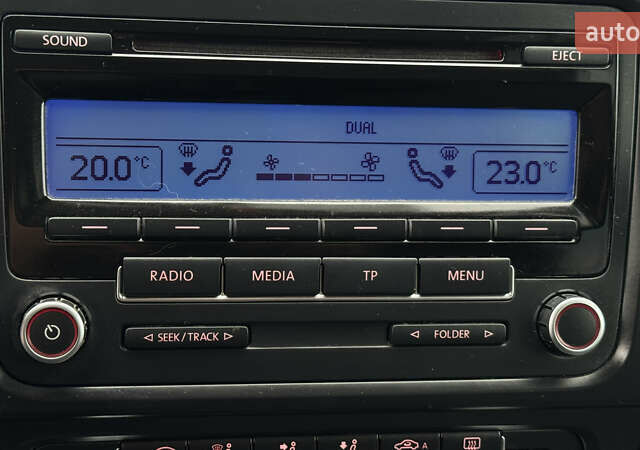 SOUND
auto
EJECT
DUAL
20.0°C
23.0°C
RADIO MEDIA TP MENU
◁ SEEK / TRACK ▷
◁ FOLDER ▷
A